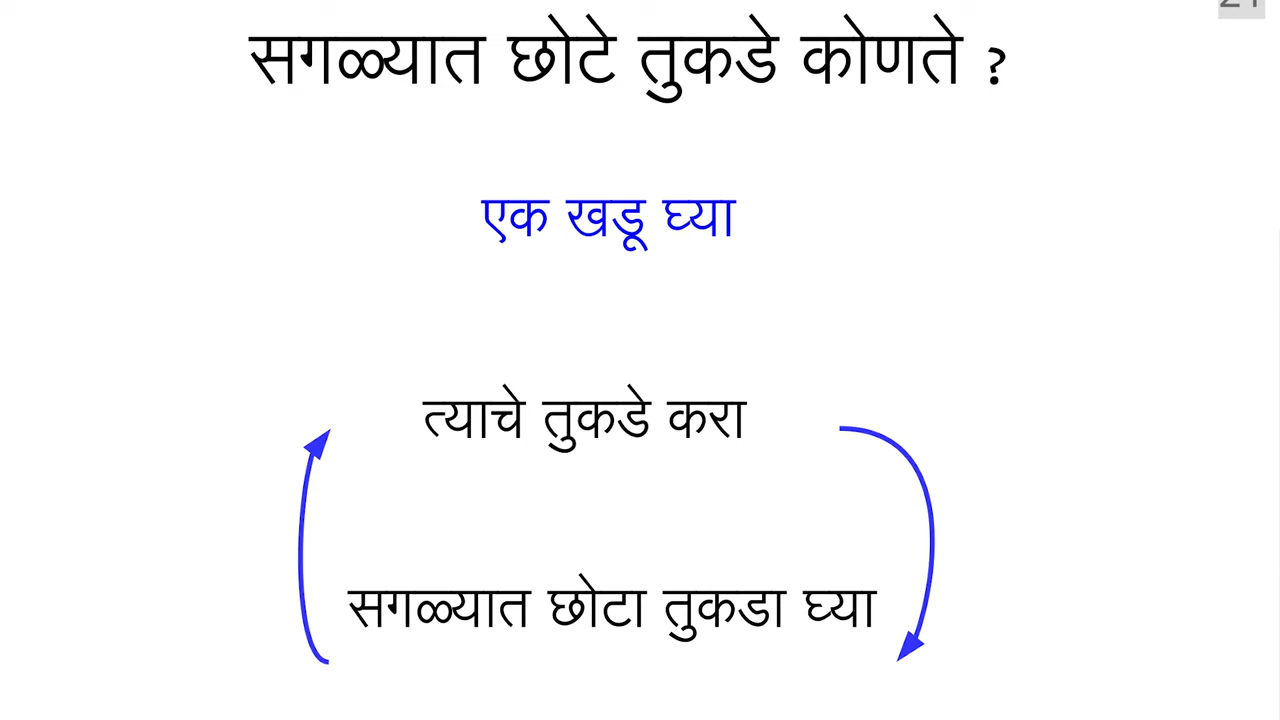 सगळ्यात छोटे तुकडे कोणते ?
एक खडू घ्या
त्याचे तुकडे करा
सगळ्यात छोटा तुकडा घ्या